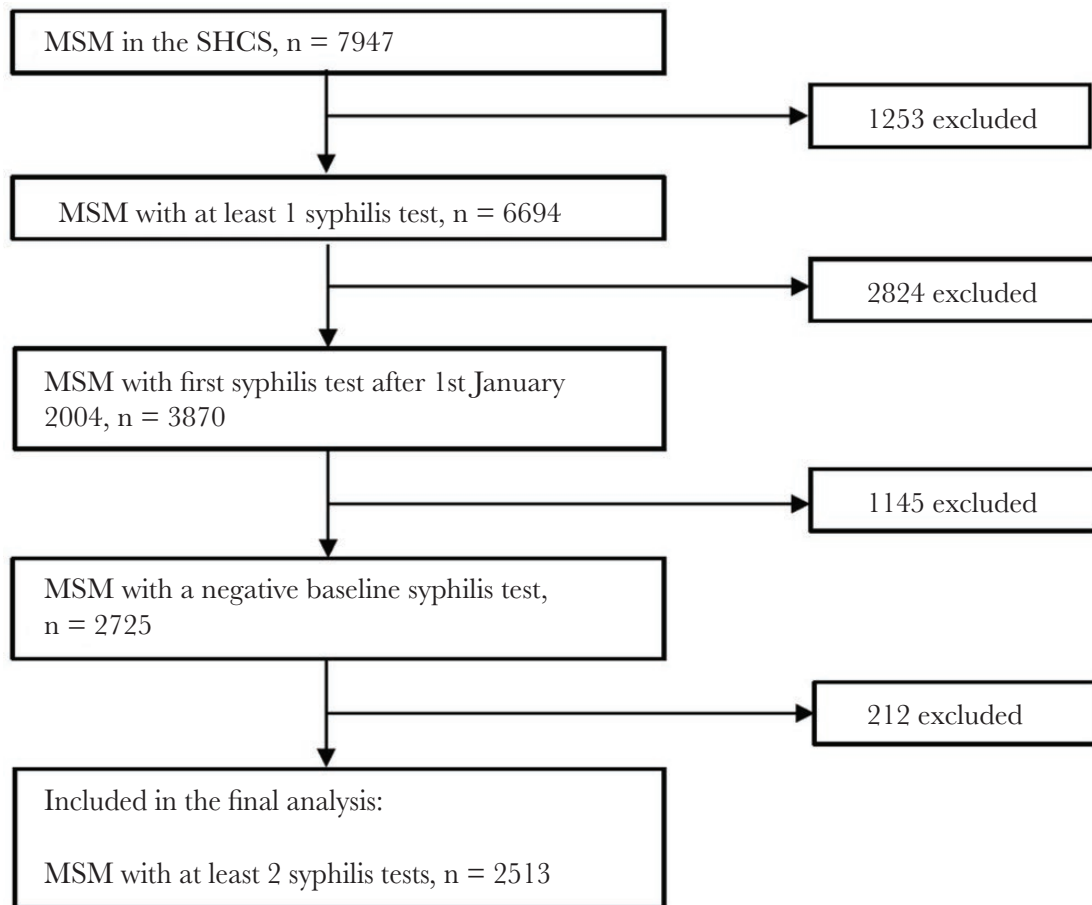 MSM in the SHCS, n = 7947
1253 excluded
MSM with at least 1 syphilis test, n = 6694
2824 excluded
MSM with first syphilis test after 1st January
2004, n = 3870
1145 excluded
MSM with a negative baseline syphilis test,
n = 2725
212 excluded
Included in the final analysis:
MSM with at least 2 syphilis tests, n = 2513